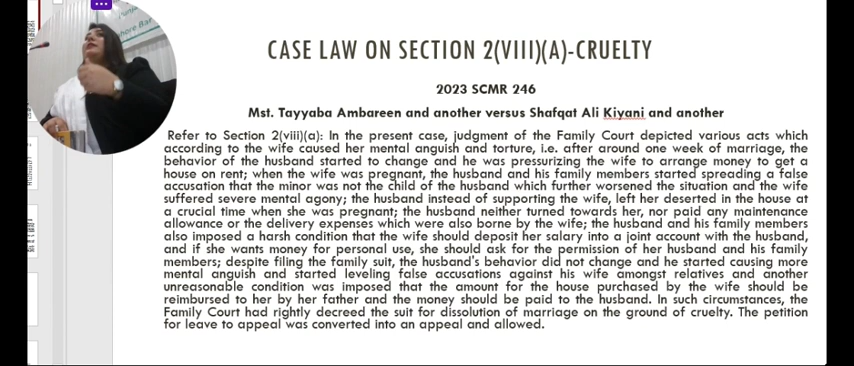 CASE LAW ON SECTION 2(VIII)(A)-CRUELTY
2023 SCMR 246
Mst. Tayyaba Ambareen and another versus Shafqat Ali Kiyani and another
Refer to Section 2(viii)(a): In the present case, judgment of the Family Court depicted various acts which
according to the wife caused her mental anguish and torture, i.e. after around one week of marriage, the
behavior of the husband started to change and he was pressurizing the wife to arrange money to get a
house on rent; when the wife was pregnant, the husband and his family members started spreading a false
accusation that the minor was not the child of the husband which further worsened the situation and the wife
suffered severe mental agony; the husband instead of supporting the wife, left her deserted in the house at
a crucial time when she was pregnant; the husband neither turned towards her, nor paid any maintenance
allowance or the delivery expenses which were also borne by the wife; the husband and his family members
also imposed a harsh condition that the wife should deposit her salary into a joint account with the husband,
and if she wants money for personal use, she should ask for the permission of her husband and his family
members; despite filing the family suit, the husband's behavior did not change and he started causing more
mental anguish and started leveling false accusations against his wife amongst relatives and another
unreasonable condition was imposed that the amount for the house purchased by the wife should be
reimbursed to her by her father and the money should be paid to the husband. In such circumstances, the
Family Court had rightly decreed the suit for dissolution of marriage on the ground of cruelty. The petition
for leave to appeal was converted into an appeal and allowed.